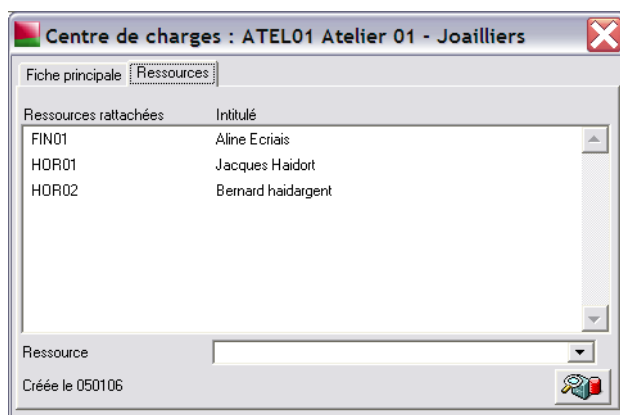 Centre de charges : ATEL01 Atelier 01 - Joailliers
Fiche principale Ressources
Ressources rattachées Intitulé
FIN01 Aline Ecriais
HOR01 Jacques Haidort
HOR02 Bernard haidargent
Ressource
Créée le 050106